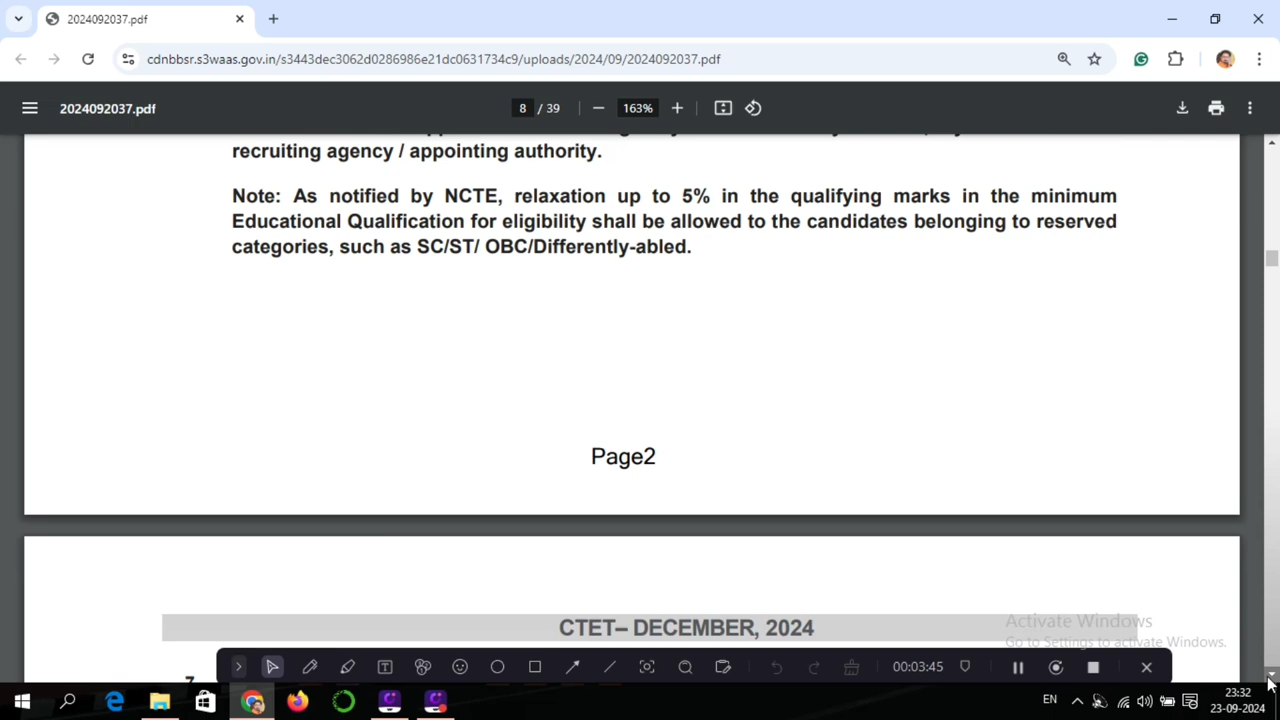 2024092037.pdf
cdnbbsr.s3waas.gov.in/s3443dec3062d0286986e21dc0631734c9/uploads/2024/09/2024092037.pdf
2024092037.pdf
8 / 39
163%
recruiting agency / appointing authority.
Note: As notified by NCTE, relaxation up to 5% in the qualifying marks in the minimum
Educational Qualification for eligibility shall be allowed to the candidates belonging to reserved
categories, such as SC/ST/ OBC/Differently-abled.
Page2
CTET– DECEMBER, 2024
Activate Windows
Go to Settings to activate Windows.
00:03:45
EN
23:32
23-09-2024